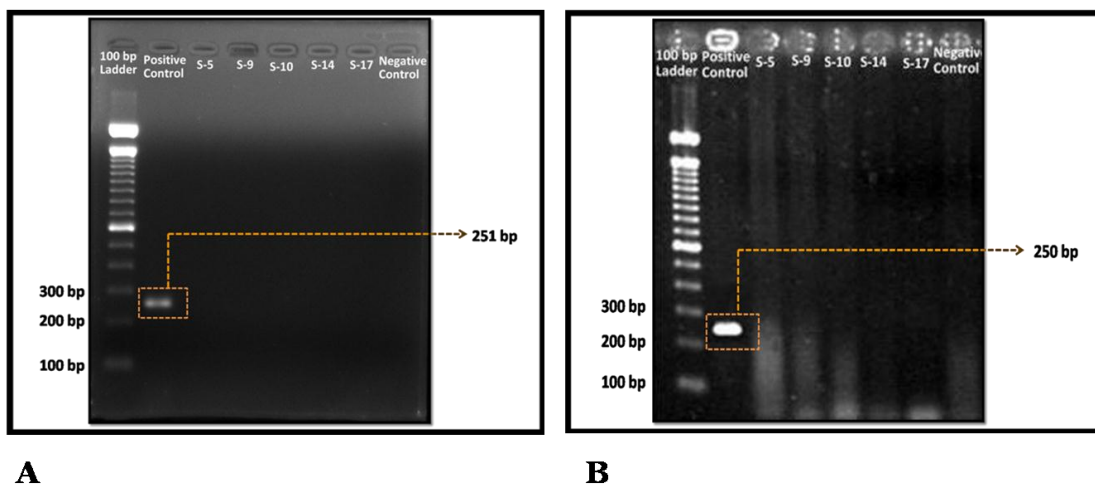 100 bp Positive Negative
Ladder Control S-5 S-9 S-10 S-14 S-17 Control
251 bp
300 bp
200 bp
100 bp
A
100 bp Positive Negative
Ladder Control S-5 S-9 S-10 S-14 S-17 Control
250 bp
300 bp
200 bp
100 bp
B